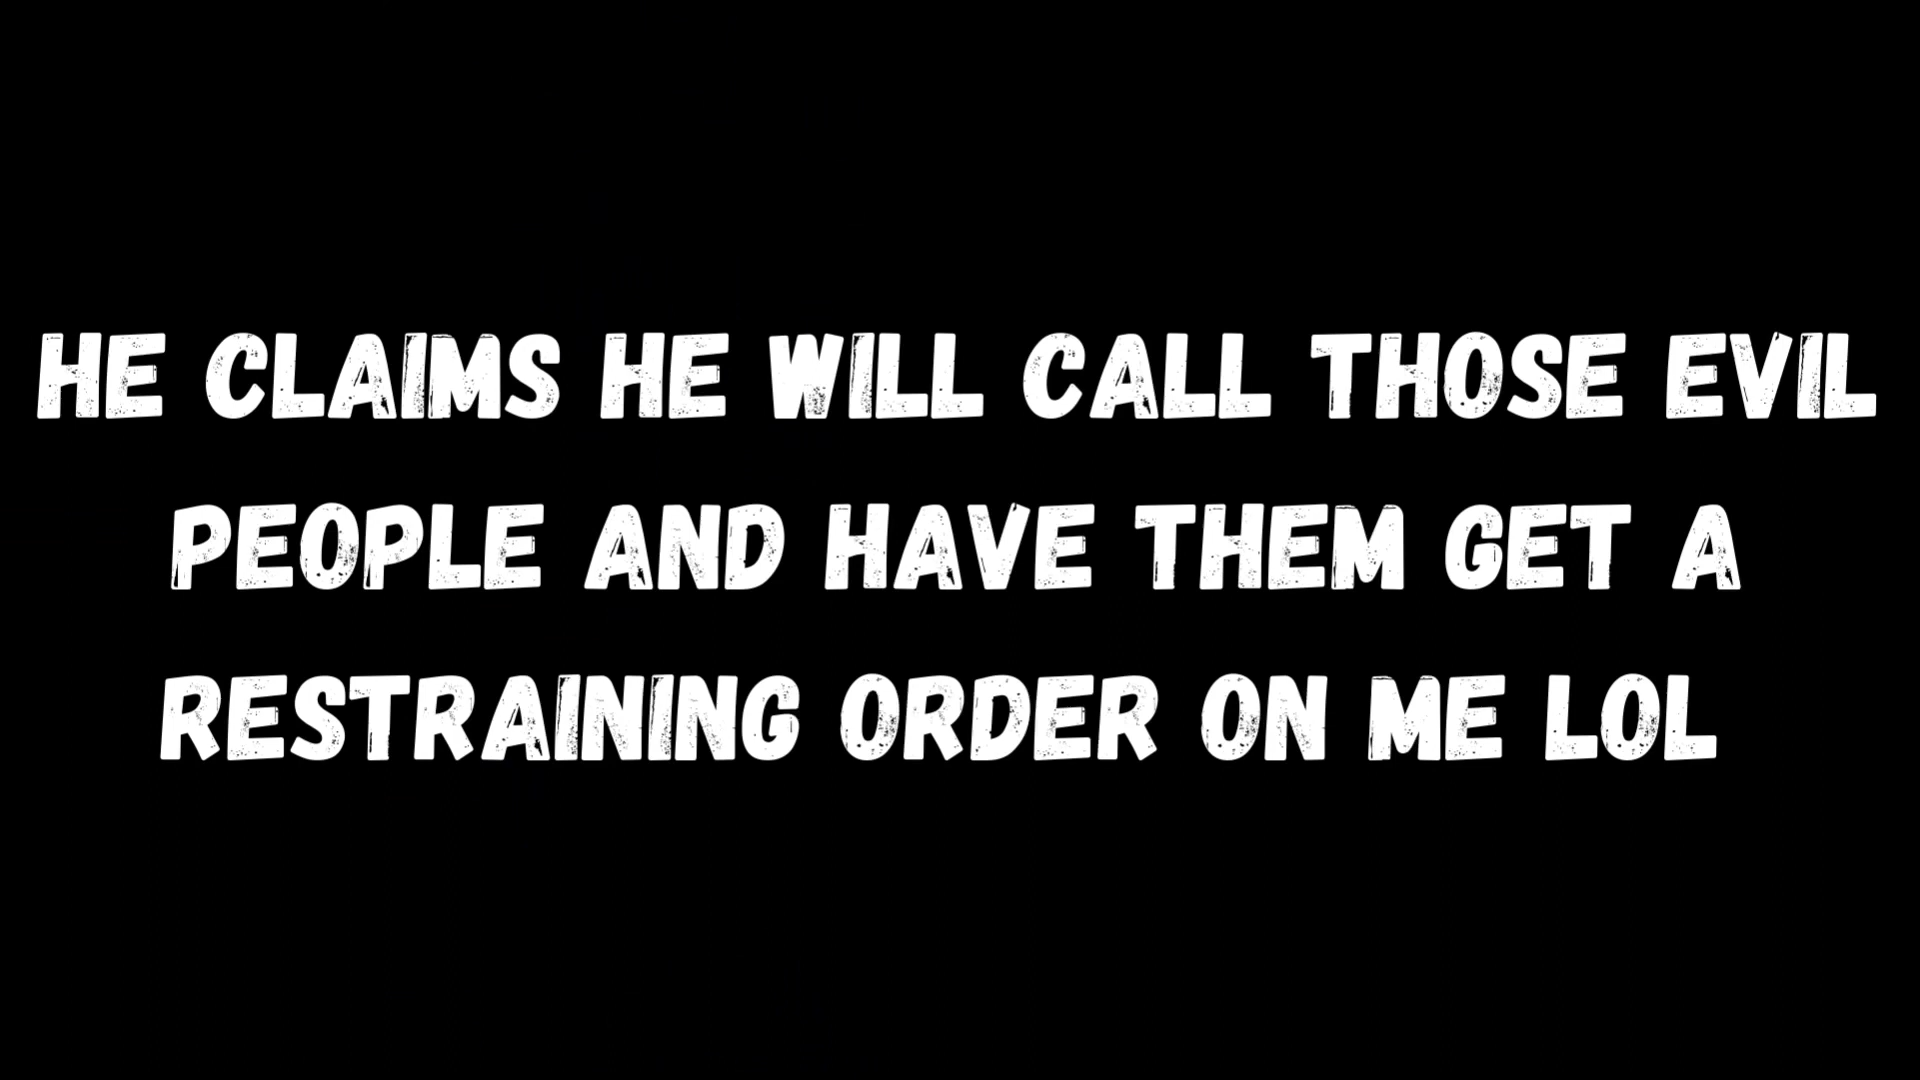 HE CLAIMS HE WILL CALL THOSE EVIL
PEOPLE AND HAVE THEM GET A
RESTRAINING ORDER ON ME LOL